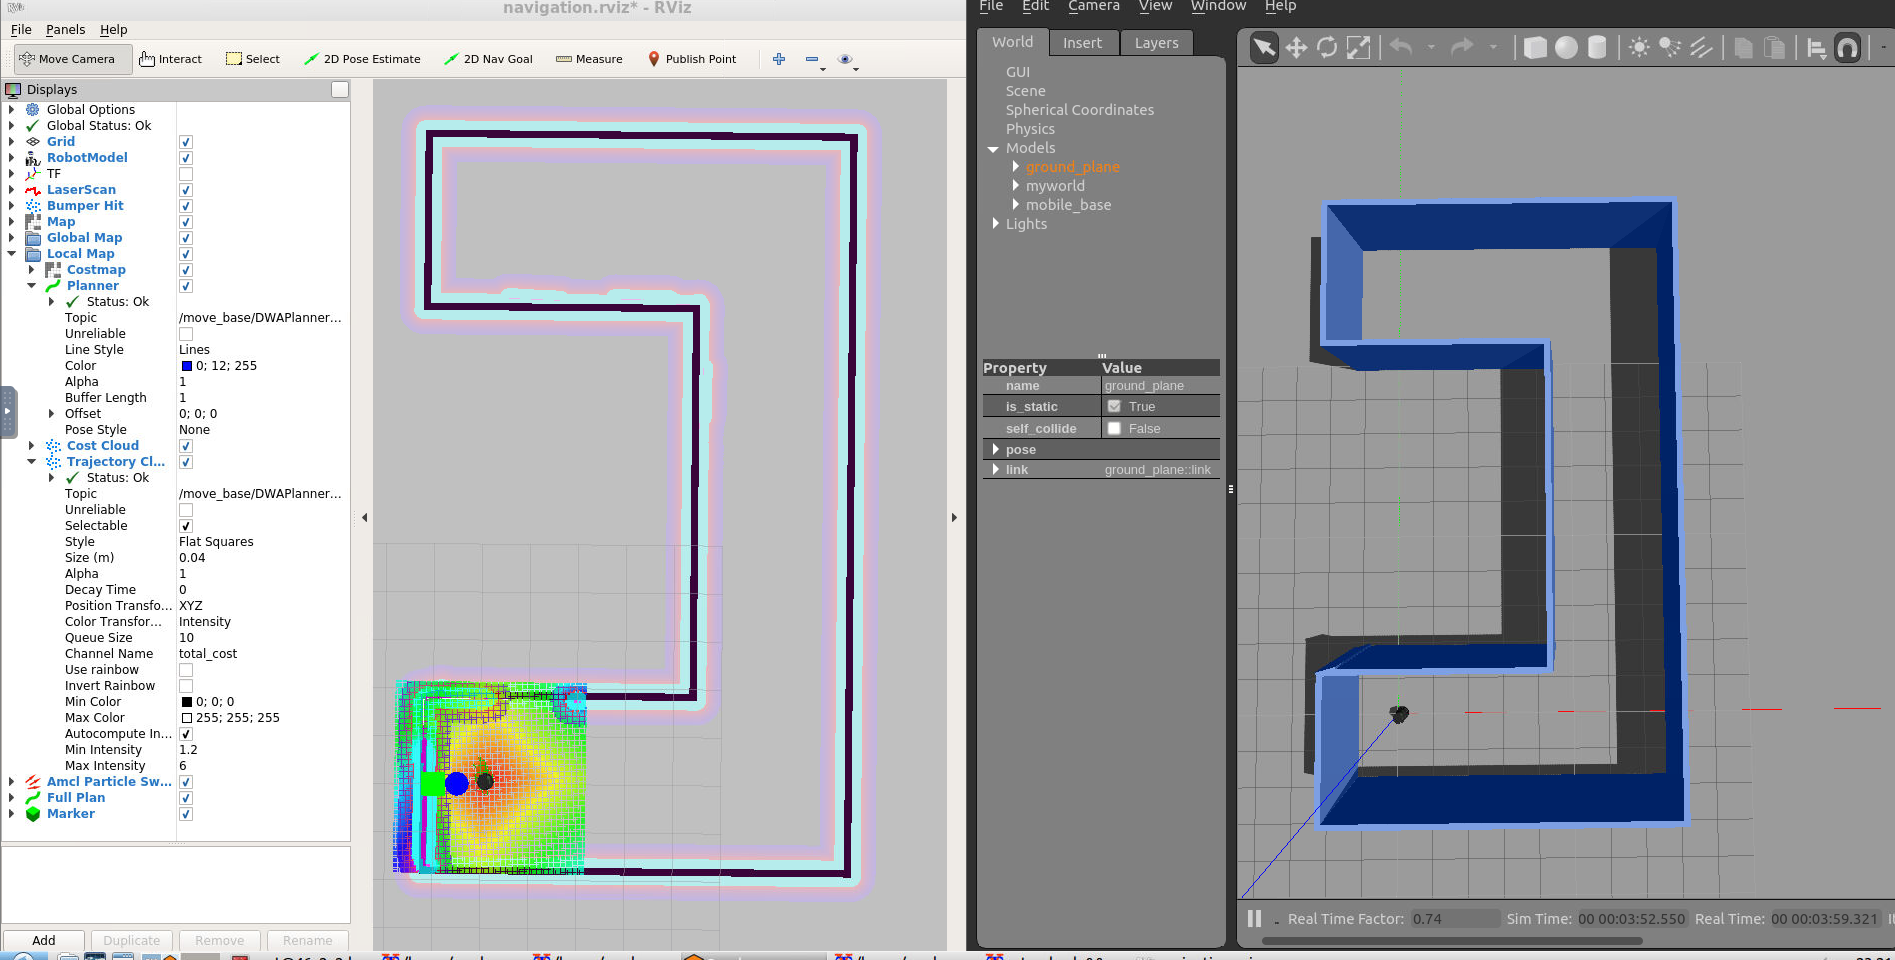 navigation.rviz* - RViz
File Panels Help
Move Camera Interact Select 2D Pose Estimate 2D Nav Goal Measure Publish Point
Displays
Global Options
Global Status: Ok
Grid
RobotModel
TF
LaserScan
Bumper Hit
Map
Global Map
Local Map
Costmap
Planner
Status: Ok
Topic /move_base/DWAPlanner...
Unreliable
Line Style Lines
Color 0; 12; 255
Alpha 1
Buffer Length 1
Offset 0; 0; 0
Pose Style None
Cost Cloud
Trajectory Cl...
Status: Ok
Topic /move_base/DWAPlanner...
Unreliable
Selectable
Style Flat Squares
Size (m) 0.04
Alpha 1
Decay Time 0
Position Transfo... XYZ
Color Transfor... Intensity
Queue Size 10
Channel Name total_cost
Use rainbow
Invert Rainbow
Min Color 0; 0; 0
Max Color 255; 255; 255
Autocompute In...
Min Intensity 1.2
Max Intensity 6
Amcl Particle Sw...
Full Plan
Marker
Add Duplicate Remove Rename
File Edit Camera View Window Help
World Insert Layers
GUI
Scene
Spherical Coordinates
Physics
Models
ground_plane
myworld
mobile_base
Lights
Property Value
name ground_plane
is_static True
self_collide False
pose
link ground_plane::link
Real Time Factor: 0.74 Sim Time: 00 00:03:52.550 Real Time: 00 00:03:59.321